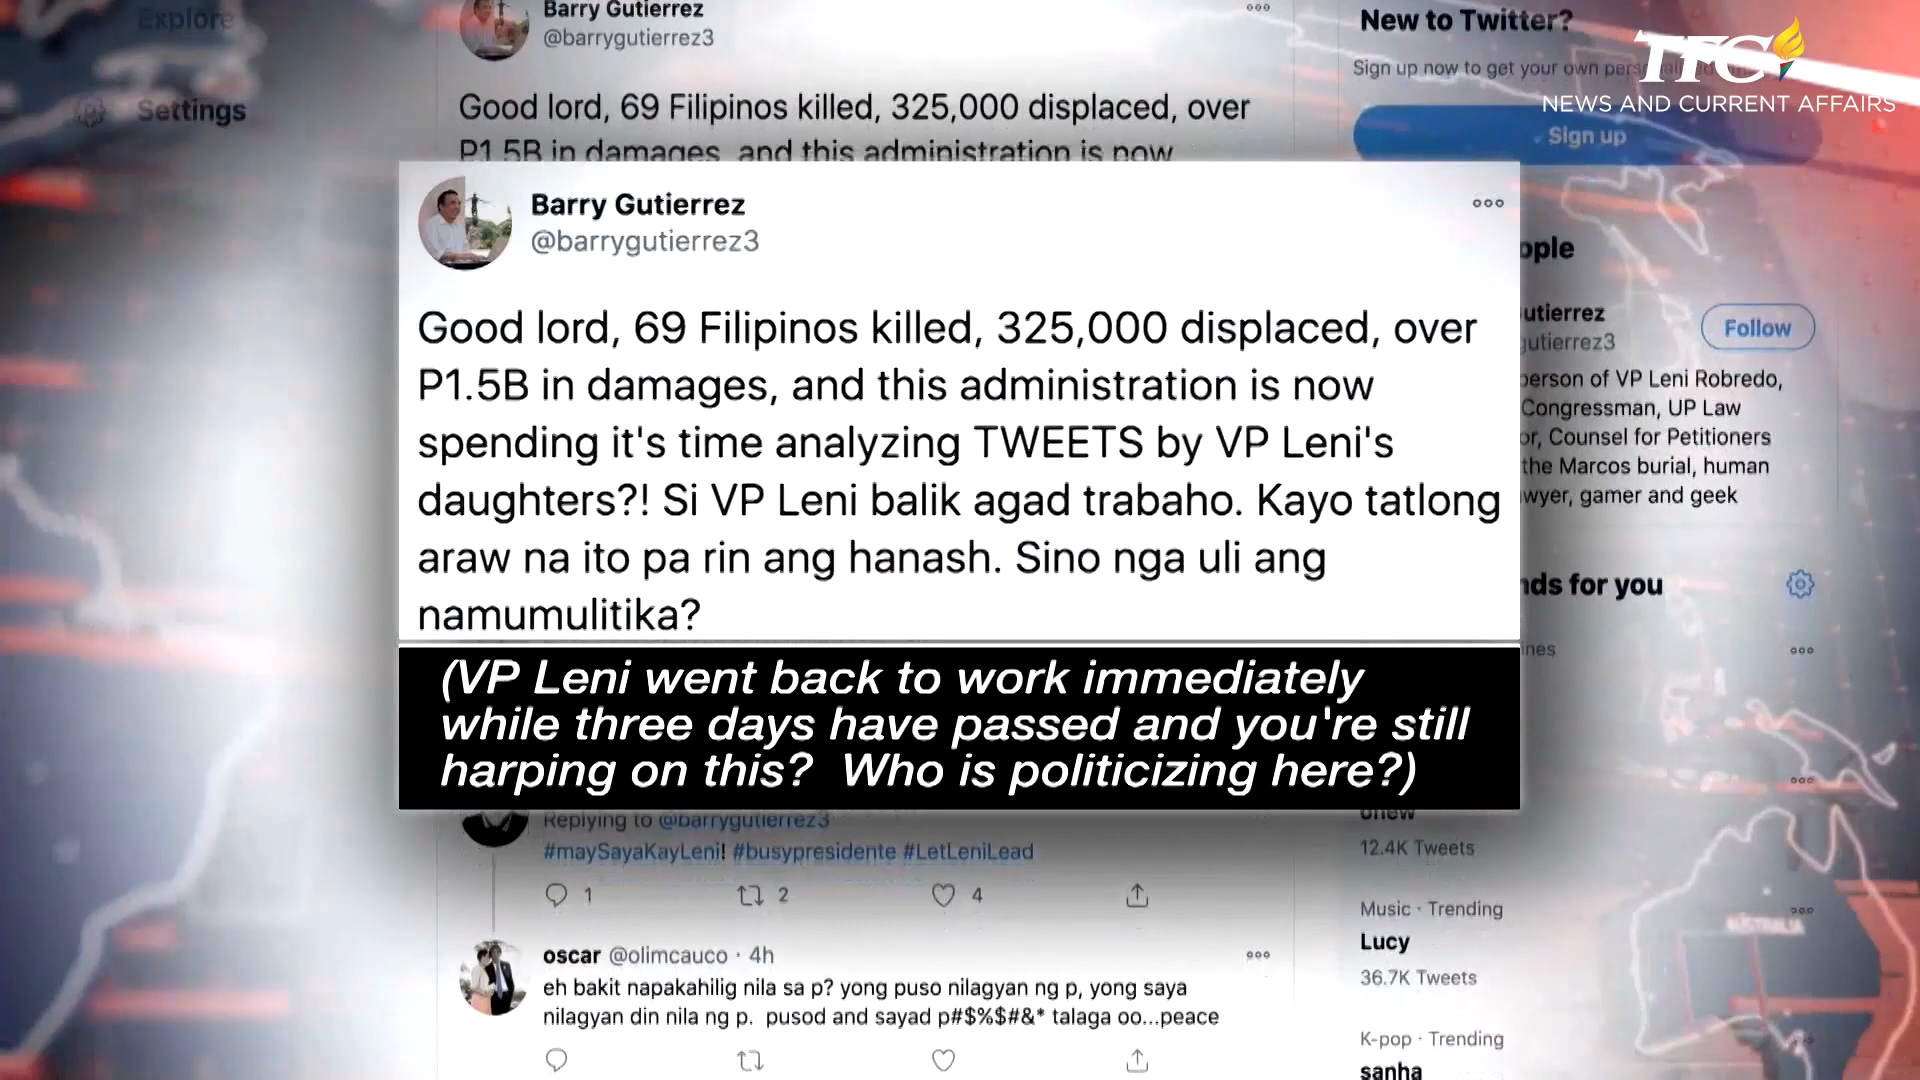 Explore
Settings
Barry Gutierrez
@barrygutierrez3
Good lord, 69 Filipinos killed, 325,000 displaced, over
P1.5B in damages, and this administration is now
New to Twitter?
Sign up now to get your own
Sign up
TFC
NEWS AND CURRENT AFFAIRS
Barry Gutierrez
@barrygutierrez3
Good lord, 69 Filipinos killed, 325,000 displaced, over
P1.5B in damages, and this administration is now
spending it's time analyzing TWEETS by VP Leni's
daughters?! Si VP Leni balik agad trabaho. Kayo tatlong
araw na ito pa rin ang hanash. Sino nga uli ang
namumulitika?
(VP Leni went back to work immediately
while three days have passed and you're still
harping on this? Who is politicizing here?)
ople
utierrez
gutierrez3
Follow
person of VP Leni Robredo,
Congressman, UP Law
or, Counsel for Petitioners
the Marcos burial, human
wyer, gamer and geek
nds for you
ines
onew
12.4K Tweets
Music · Trending
Lucy
36.7K Tweets
K-pop · Trending
sanha
Replying to @barrygutierrez3
#maySayaKayLeni! #busypresidente #LetLeniLead
1 2 4
oscar @olimcauco · 4h
eh bakit napakahilig nila sa p? yong puso nilagyan ng p, yong saya
nilagyan din nila ng p. pusod and sayad p#$%$#&* talaga oo...peace
AUSTRALIA